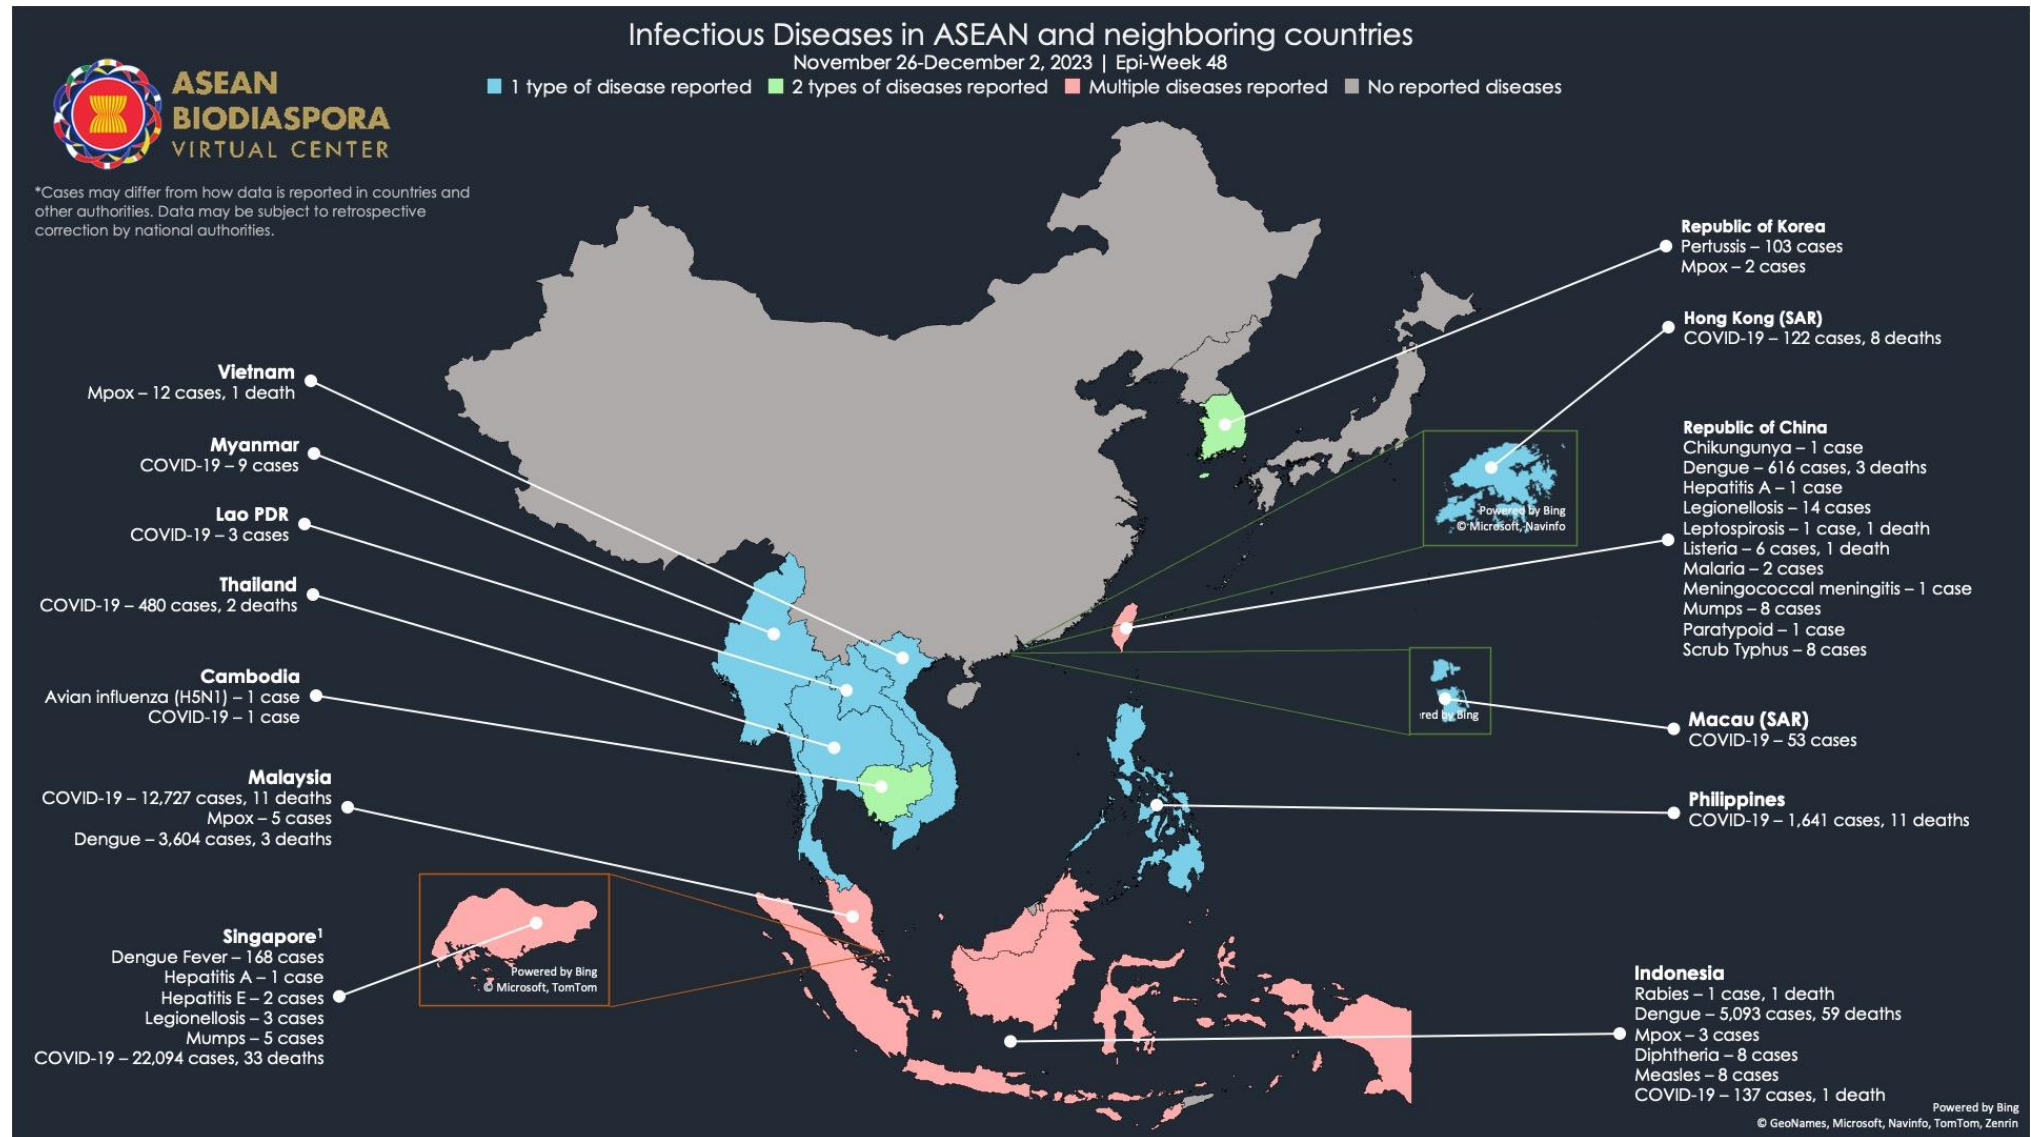 Infectious Diseases in ASEAN and neighboring countries
November 26-December 2, 2023 | Epi-Week 48
1 type of disease reported
2 types of diseases reported
Multiple diseases reported
No reported diseases
ASEAN
BIODIASPORA
VIRTUAL CENTER
*Cases may differ from how data is reported in countries and
other authorities. Data may be subject to retrospective
correction by national authorities.
Vietnam
Mpox – 12 cases, 1 death
Myanmar
COVID-19 – 9 cases
Lao PDR
COVID-19 – 3 cases
Thailand
COVID-19 – 480 cases, 2 deaths
Cambodia
Avian influenza (H5N1) – 1 case
COVID-19 – 1 case
Malaysia
COVID-19 – 12,727 cases, 11 deaths
Mpox – 5 cases
Dengue – 3,604 cases, 3 deaths
Singapore¹
Dengue Fever – 168 cases
Hepatitis A – 1 case
Hepatitis E – 2 cases
Legionellosis – 3 cases
Mumps – 5 cases
COVID-19 – 22,094 cases, 33 deaths
Powered by Bing
© Microsoft, TomTom
Republic of Korea
Pertussis – 103 cases
Mpox – 2 cases
Hong Kong (SAR)
COVID-19 – 122 cases, 8 deaths
Powered by Bing
© Microsoft, Navinfo
Republic of China
Chikungunya – 1 case
Dengue – 616 cases, 3 deaths
Hepatitis A – 1 case
Legionellosis – 14 cases
Leptospirosis – 1 case, 1 death
Listeria – 6 cases, 1 death
Malaria – 2 cases
Meningococcal meningitis – 1 case
Mumps – 8 cases
Paratypoid – 1 case
Scrub Typhus – 8 cases
red by Bing
Macau (SAR)
COVID-19 – 53 cases
Philippines
COVID-19 – 1,641 cases, 11 deaths
Indonesia
Rabies – 1 case, 1 death
Dengue – 5,093 cases, 59 deaths
Mpox – 3 cases
Diphtheria – 8 cases
Measles – 8 cases
COVID-19 – 137 cases, 1 death
Powered by Bing
© GeoNames, Microsoft, Navinfo, TomTom, Zenrin